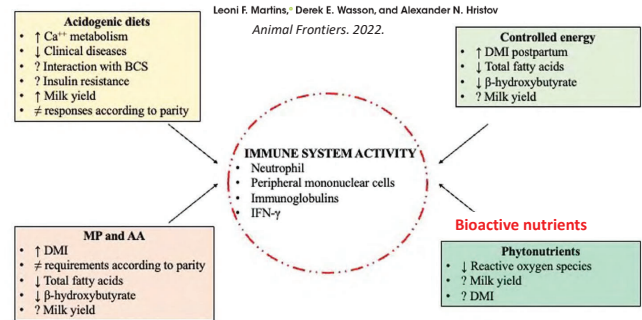 Leoni F. Martins,* Derek E. Wasson, and Alexander N. Hristov
Animal Frontiers. 2022.
Acidogenic diets
• ↑ Ca⁺⁺ metabolism
• ↓ Clinical diseases
• ? Interaction with BCS
• ? Insulin resistance
• ↑ Milk yield
• ≠ responses according to parity
Controlled energy
• ↑ DMI postpartum
• ↓ Total fatty acids
• ↓ β-hydroxybutyrate
• ? Milk yield
IMMUNE SYSTEM ACTIVITY
• Neutrophil
• Peripheral mononuclear cells
• Immunoglobulins
• IFN-γ
MP and AA
• ↑ DMI
• ≠ requirements according to parity
• ↓ Total fatty acids
• ↓ β-hydroxybutyrate
• ? Milk yield
Bioactive nutrients
Phytonutrients
• ↓ Reactive oxygen species
• ? Milk yield
• ? DMI